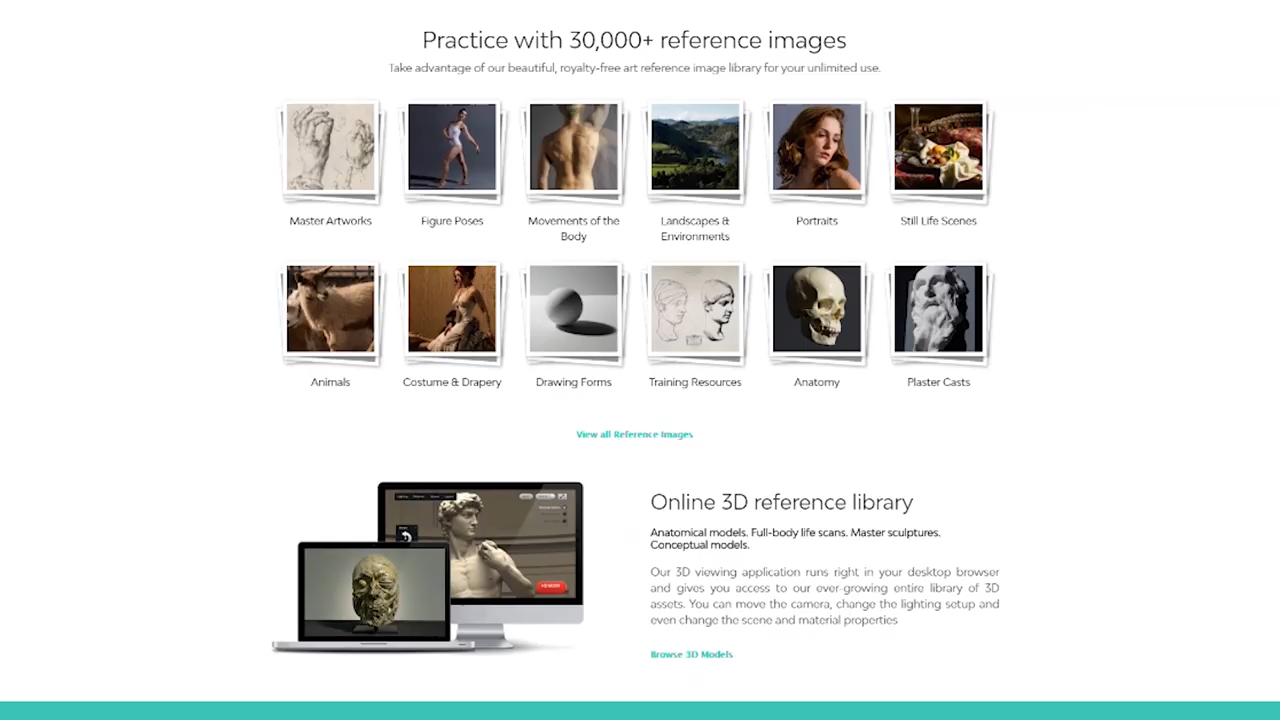 Practice with 30,000+ reference images
Take advantage of our beautiful, royalty-free art reference image library for your unlimited use.
Master Artworks
Figure Poses
Movements of the
Body
Landscapes &
Environments
Portraits
Still Life Scenes
Animals
Costume & Drapery
Drawing Forms
Training Resources
Anatomy
Plaster Casts
View all Reference Images
Online 3D reference library
Anatomical models. Full-body life scans. Master sculptures.
Conceptual models.
Our 3D viewing application runs right in your desktop browser
and gives you access to our ever-growing entire library of 3D
assets. You can move the camera, change the lighting setup and
even change the scene and material properties
Browse 3D Models